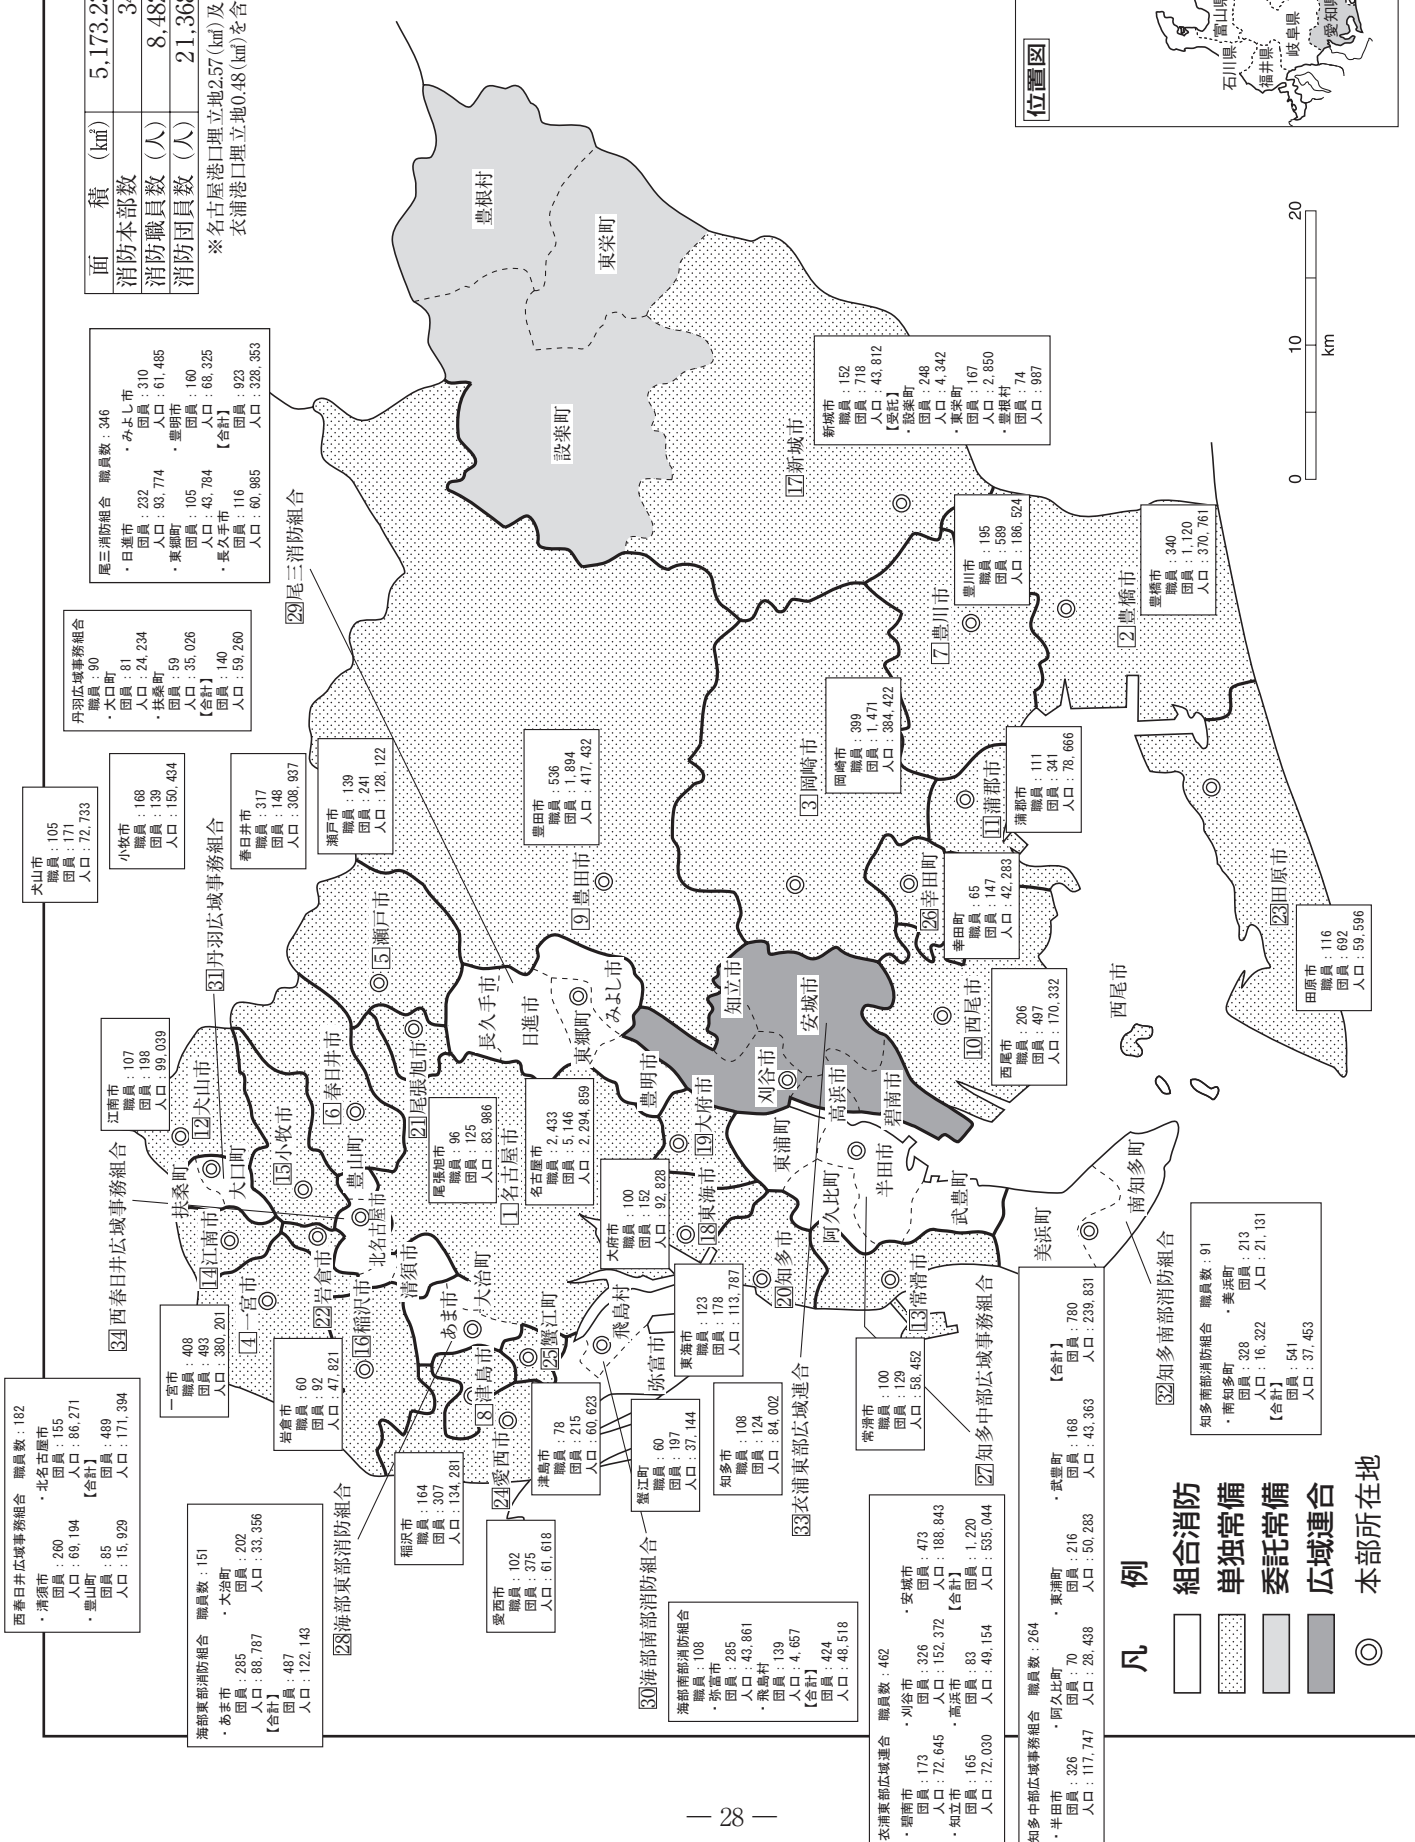 面　積　(㎢)　5,173.2
消防本部数　3
消防職員数（人）　8,48
消防団員数（人）　21,36
※名古屋港口埋立地2.57(㎢)及
衣浦港口埋立地0.48(㎢)を含
位置図
石川県
富山県
福井県
岐阜県
愛知県
西春日井広域事務組合　職員数：182
・清須市　・北名古屋市
団員：260　団員：155
人口：69,194　人口：86,271
・豊山町　【合計】
団員：85　団員：489
人口：15,929　人口：171,394
海部東部消防組合　職員数：151
・あま市　・大治町
団員：285　団員：202
人口：88,787　人口：33,356
【合計】
団員：487
人口：122,143
一宮市
職員：408
団員：493
人口：380,201
岩倉市
職員：60
団員：92
人口：47,821
江南市
職員：107
団員：198
人口：99,039
犬山市
職員：105
団員：171
人口：72,733
小牧市
職員：168
団員：139
人口：150,434
春日井市
職員：317
団員：148
人口：308,937
瀬戸市
職員：139
団員：241
人口：128,122
丹羽広域事務組合
職員：90
・大口町
団員：81
人口：24,234
・扶桑町
団員：59
人口：35,026
【合計】
団員：140
人口：59,260
尾三消防組合　職員数：346
・日進市　・みよし市
団員：232　団員：310
人口：93,774　人口：61,485
・東郷町　・豊明市
団員：105　団員：160
人口：43,784　人口：68,325
・長久手市　【合計】
団員：116　団員：923
人口：60,985　人口：328,353
稲沢市
職員：164
団員：307
人口：134,281
愛西市
職員：102
団員：375
人口：61,618
津島市
職員：78
団員：215
人口：60,623
蟹江町
職員：60
団員：197
人口：37,144
海部南部消防組合
職員：108
・弥富市
団員：285
人口：43,861
・飛島村
団員：139
人口：4,657
【合計】
団員：424
人口：48,518
尾張旭市
職員　96
団員　125
人口：83,986
名古屋市
職員：2,433
団員：5,146
人口：2,294,859
大府市
職員：100
団員：152
人口：92,828
東海市
職員：123
団員：178
人口：113,787
知多市
職員：108
団員：124
人口：84,002
豊田市
職員：536
団員：1,894
人口：417,432
岡崎市
職員：399
団員：1,471
人口：384,422
新城市
職員：152
団員：718
人口：43,812
【受託】
・設楽町
団員：248
人口：4,342
・東栄町
団員：167
人口：2,850
・豊根村
団員：74
人口：987
豊川市
職員：195
団員：589
人口：186,524
豊橋市
職員：340
団員：1,120
人口：370,761
蒲郡市
職員：111
団員：341
人口：78,666
幸田町
職員：65
団員：147
人口：42,283
西尾市
職員：206
団員：497
人口：170,332
田原市
職員：116
団員：692
人口：59,596
常滑市
職員：100
団員：129
人口：58,452
衣浦東部広域連合　職員数：462
・碧南市　・刈谷市　・安城市
団員：173　団員：326　団員：473
人口：72,645　人口：152,372　人口：188,843
・知立市　・高浜市　【合計】
団員：165　団員：83　団員：1,220
人口：72,030　人口：49,154　人口：535,044
知多中部広域事務組合　職員数：264
・半田市　・阿久比町　・東浦町　・武豊町　【合計】
団員：326　団員：70　団員：216　団員：168　団員：780
人口：117,747　人口：28,438　人口：50,283　人口：43,363　人口：239,831
知多南部消防組合　職員数：91
・南知多町　・美浜町
団員：328　団員：213
人口：16,322　人口：21,131
【合計】
団員：541
人口：37,453
34西春日井広域事務組合
31丹羽広域事務組合
29尾三消防組合
28海部東部消防組合
30海部南部消防組合
33衣浦東部広域連合
27知多中部広域事務組合
32知多南部消防組合
12犬山市
扶桑町
大口町
14江南市
15小牧市
4一宮市
22岩倉市
16稲沢市
豊山町
北名古屋市
清須市
6春日井市
5瀬戸市
21尾張旭市
長久手市
日進市
東郷町
みよし市
豊明市
1名古屋市
あま市
大治町
8津島市
24愛西市
25蟹江町
飛島村
弥富市
9豊田市
設楽町
豊根村
東栄町
17新城市
3岡崎市
知立市
安城市
刈谷市
高浜市
碧南市
19大府市
18東海市
20知多市
東浦町
阿久比町
半田市
武豊町
13常滑市
美浜町
南知多町
10西尾市
26幸田町
11蒲郡市
7豊川市
2豊橋市
23田原市
西尾市
凡　例
組合消防
単独常備
委託常備
広域連合
本部所在地
0　10　20
km
— 28 —